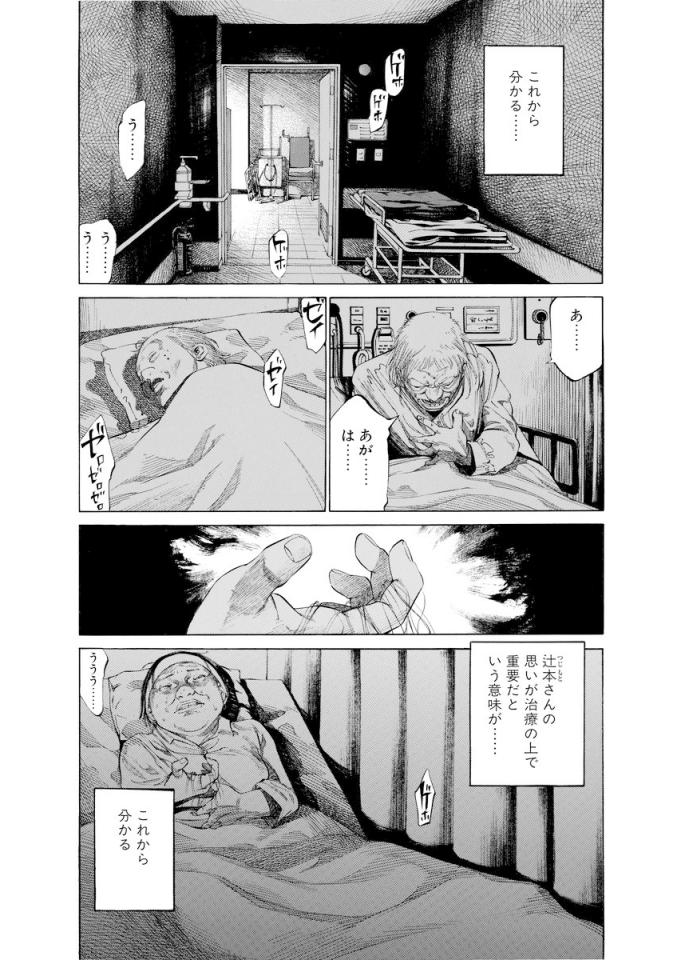 これから
分かる……
ゲホ
ゲホ
う……
ゲホ
う……
う……
あ……
あが……
は……
ゼイ
ゼイ
ゼロゼロゼロ
辻本さんの
つじもと
思いが治療の上で
重要だと
いう意味が……
ゲホ
ううう……
これから
分かる